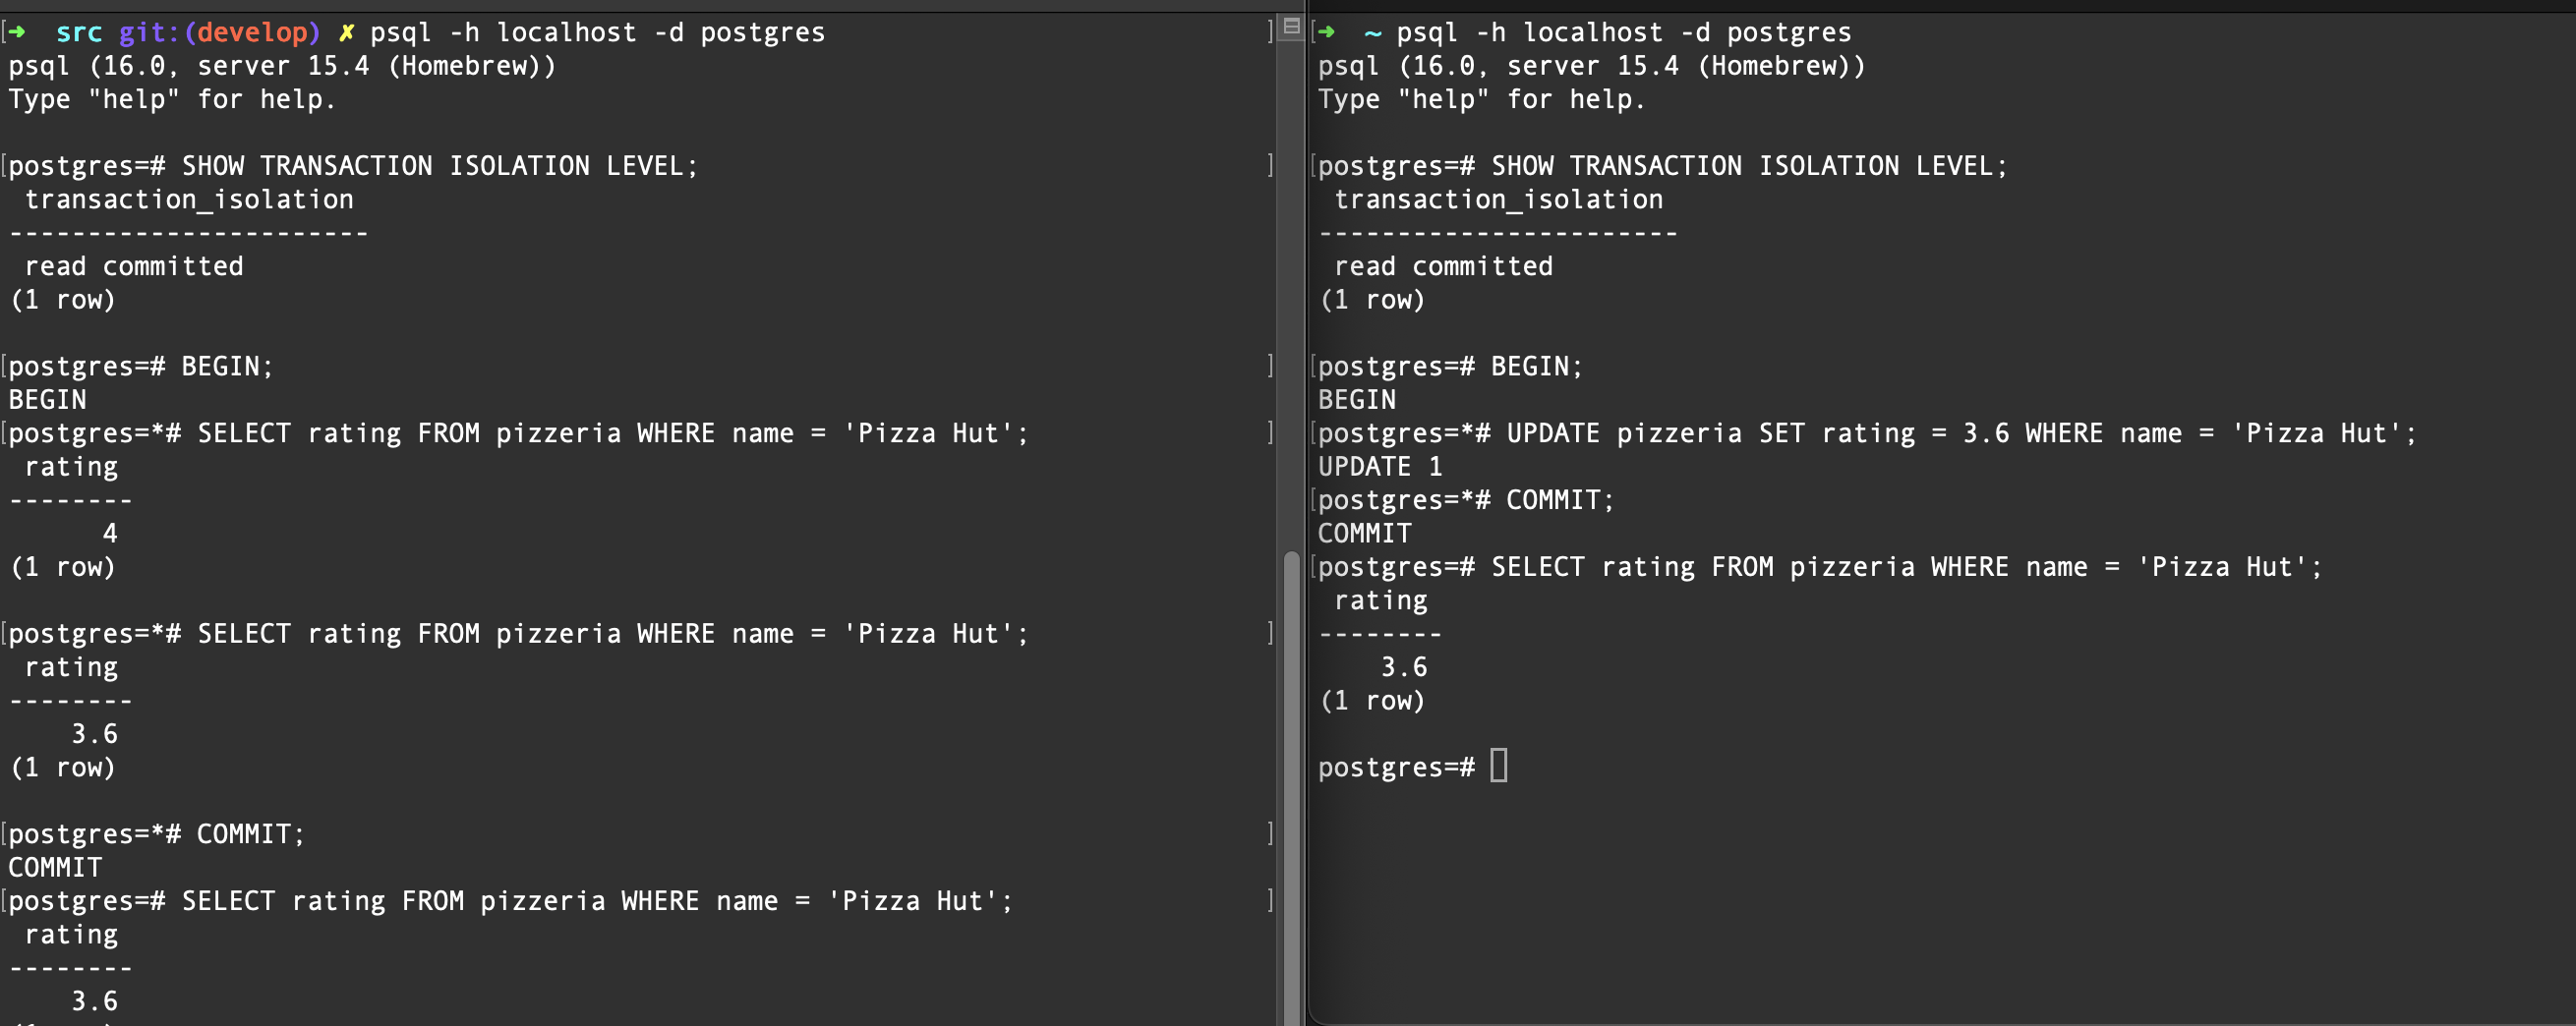 [➜  src git:(develop) ✗ psql -h localhost -d postgres ]
psql (16.0, server 15.4 (Homebrew))
Type "help" for help.
[postgres=# SHOW TRANSACTION ISOLATION LEVEL; ]
transaction_isolation
-----------------------
read committed
(1 row)
[postgres=# BEGIN; ]
BEGIN
[postgres=*# SELECT rating FROM pizzeria WHERE name = 'Pizza Hut'; ]
rating
--------
4
(1 row)
[postgres=*# SELECT rating FROM pizzeria WHERE name = 'Pizza Hut'; ]
rating
--------
3.6
(1 row)
[postgres=*# COMMIT; ]
COMMIT
[postgres=# SELECT rating FROM pizzeria WHERE name = 'Pizza Hut'; ]
rating
--------
3.6
[➜  ~ psql -h localhost -d postgres
psql (16.0, server 15.4 (Homebrew))
Type "help" for help.
[postgres=# SHOW TRANSACTION ISOLATION LEVEL;
transaction_isolation
-----------------------
read committed
(1 row)
[postgres=# BEGIN;
BEGIN
[postgres=*# UPDATE pizzeria SET rating = 3.6 WHERE name = 'Pizza Hut';
UPDATE 1
[postgres=*# COMMIT;
COMMIT
[postgres=# SELECT rating FROM pizzeria WHERE name = 'Pizza Hut';
rating
--------
3.6
(1 row)
postgres=#